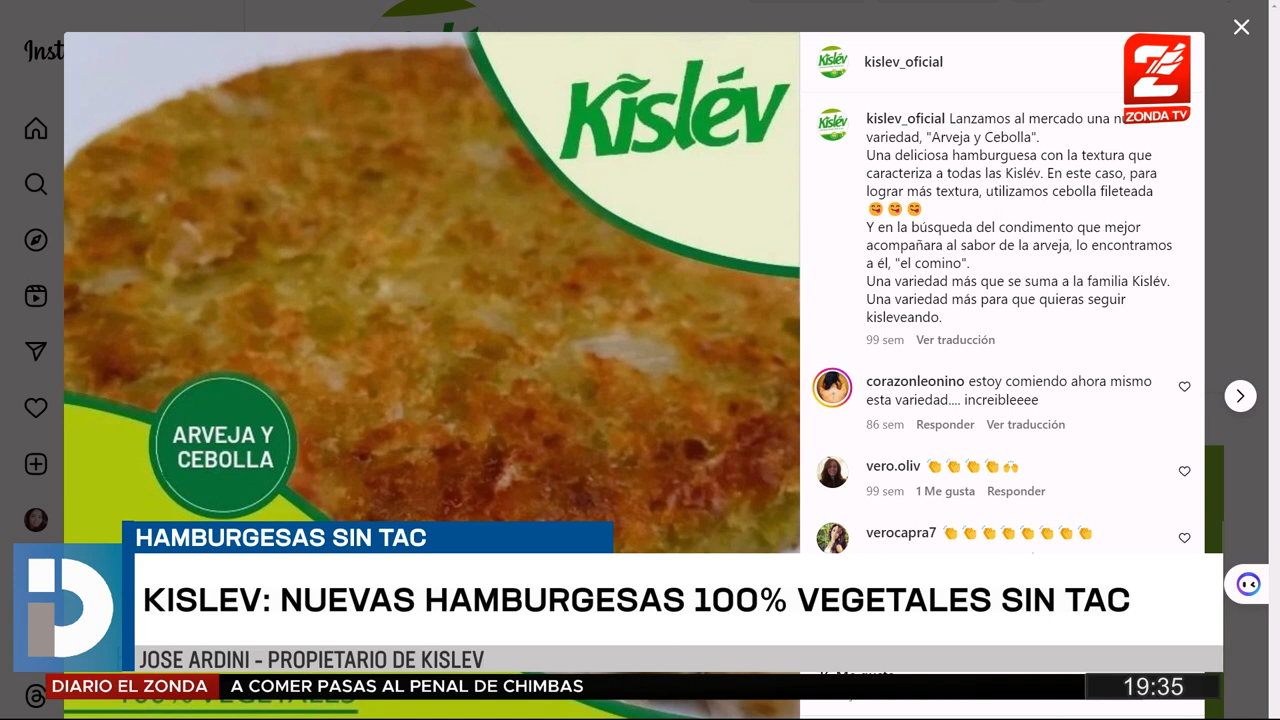 Inst
Kislév
kislev_oficial
ZONDA TV
kislev_oficial Lanzamos al mercado una
variedad, "Arveja y Cebolla".
Una deliciosa hamburguesa con la textura que
caracteriza a todas las Kislév. En este caso, para
lograr más textura, utilizamos cebolla fileteada
😋 😋 😋
Y en la búsqueda del condimento que mejor
acompañara al sabor de la arveja, lo encontramos
a él, "el comino".
Una variedad más que se suma a la familia Kislév.
Una variedad más para que quieras seguir
kisleveando.
99 sem Ver traducción
corazonleonino estoy comiendo ahora mismo
esta variedad.... increibleeee
86 sem Responder Ver traducción
vero.oliv 👏 👏 👏 👏 🙌
99 sem 1 Me gusta Responder
verocapra7 👏 👏 👏 👏 👏 👏 👏 👏
ARVEJA Y
CEBOLLA
HAMBURGESAS SIN TAC
KISLEV: NUEVAS HAMBURGESAS 100% VEGETALES SIN TAC
JOSE ARDINI - PROPIETARIO DE KISLEV
DIARIO EL ZONDA A COMER PASAS AL PENAL DE CHIMBAS
19:35
100% VEGETALES